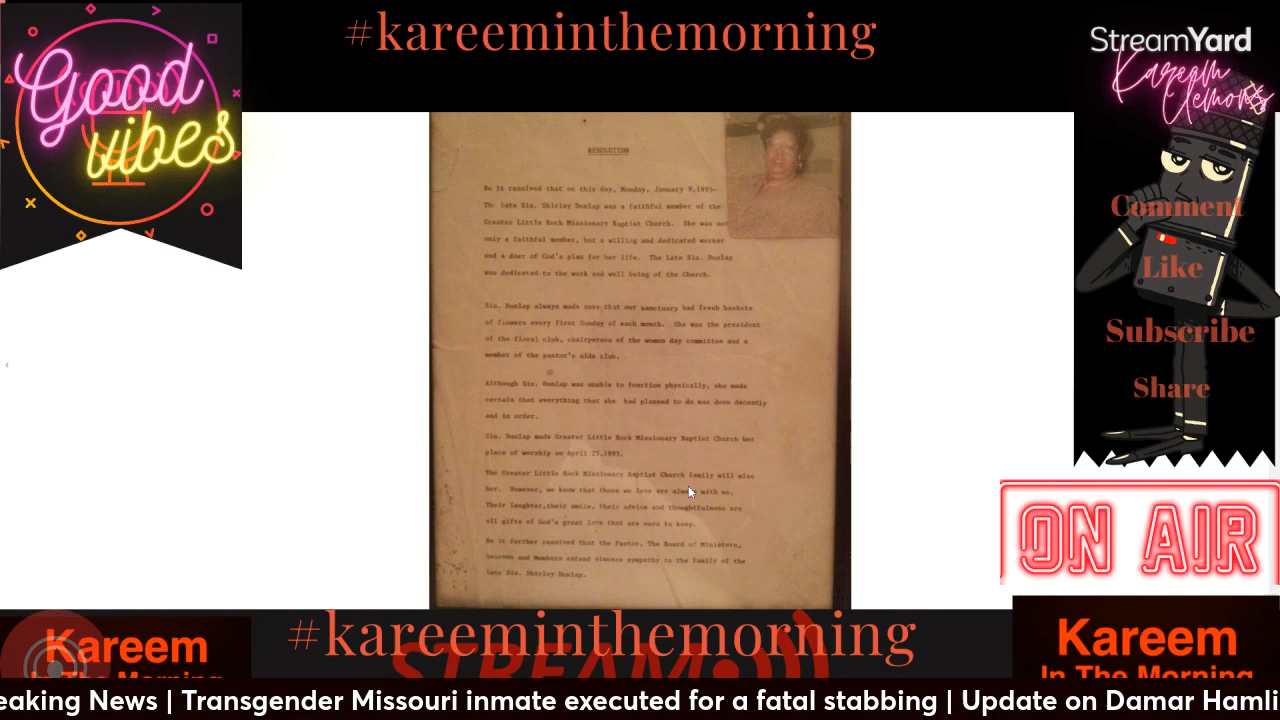 #kareeminthemorning
StreamYard
Good
vibes
Kareem
Clemons
RESOLUTION
Be it resolved that on this day, Monday, January 9,1995-
The late Sis. Shirley Dunlap was a faithful member of the
Greater Little Rock Missionary Baptist Church. She was not
only a faithful member, but a willing and dedicated worker
and a doer of God's plan for her life. The Late Sis. Dunlap
was dedicated to the work and well being of the Church.
Sis. Dunlap always made sure that our sanctuary had fresh baskets
of flowers every first Sunday of each month. She was the president
of the floral club, chairperson of the women day committee and a
member of the pastor's aide club.
Although Sis. Dunlap was unable to function physically, she made
certain that everything that she had planned to do was done decently
and in order.
Sis. Dunlap made Greater Little Rock Missionary Baptist Church her
place of worship on April 25,1993.
The Greater Little Rock Missionary Baptist Church family will miss
her. However, we know that those we love are always with us.
Their laughter,their smile, their advice and thoughtfulness are
all gifts of God's great love that are ours to keep.
Be it further resolved that the Pastor, The Board of Ministers,
and Members extend sincere sympathy to the family of the
late Sis. Shirley Dunlap.
Comment
Like
Subscribe
Share
ON AIR
#kareeminthemorning
STREAM
Kareem
In The Morning
Kareem
In The Morning
eaking News | Transgender Missouri inmate executed for a fatal stabbing | Update on Damar Hamli